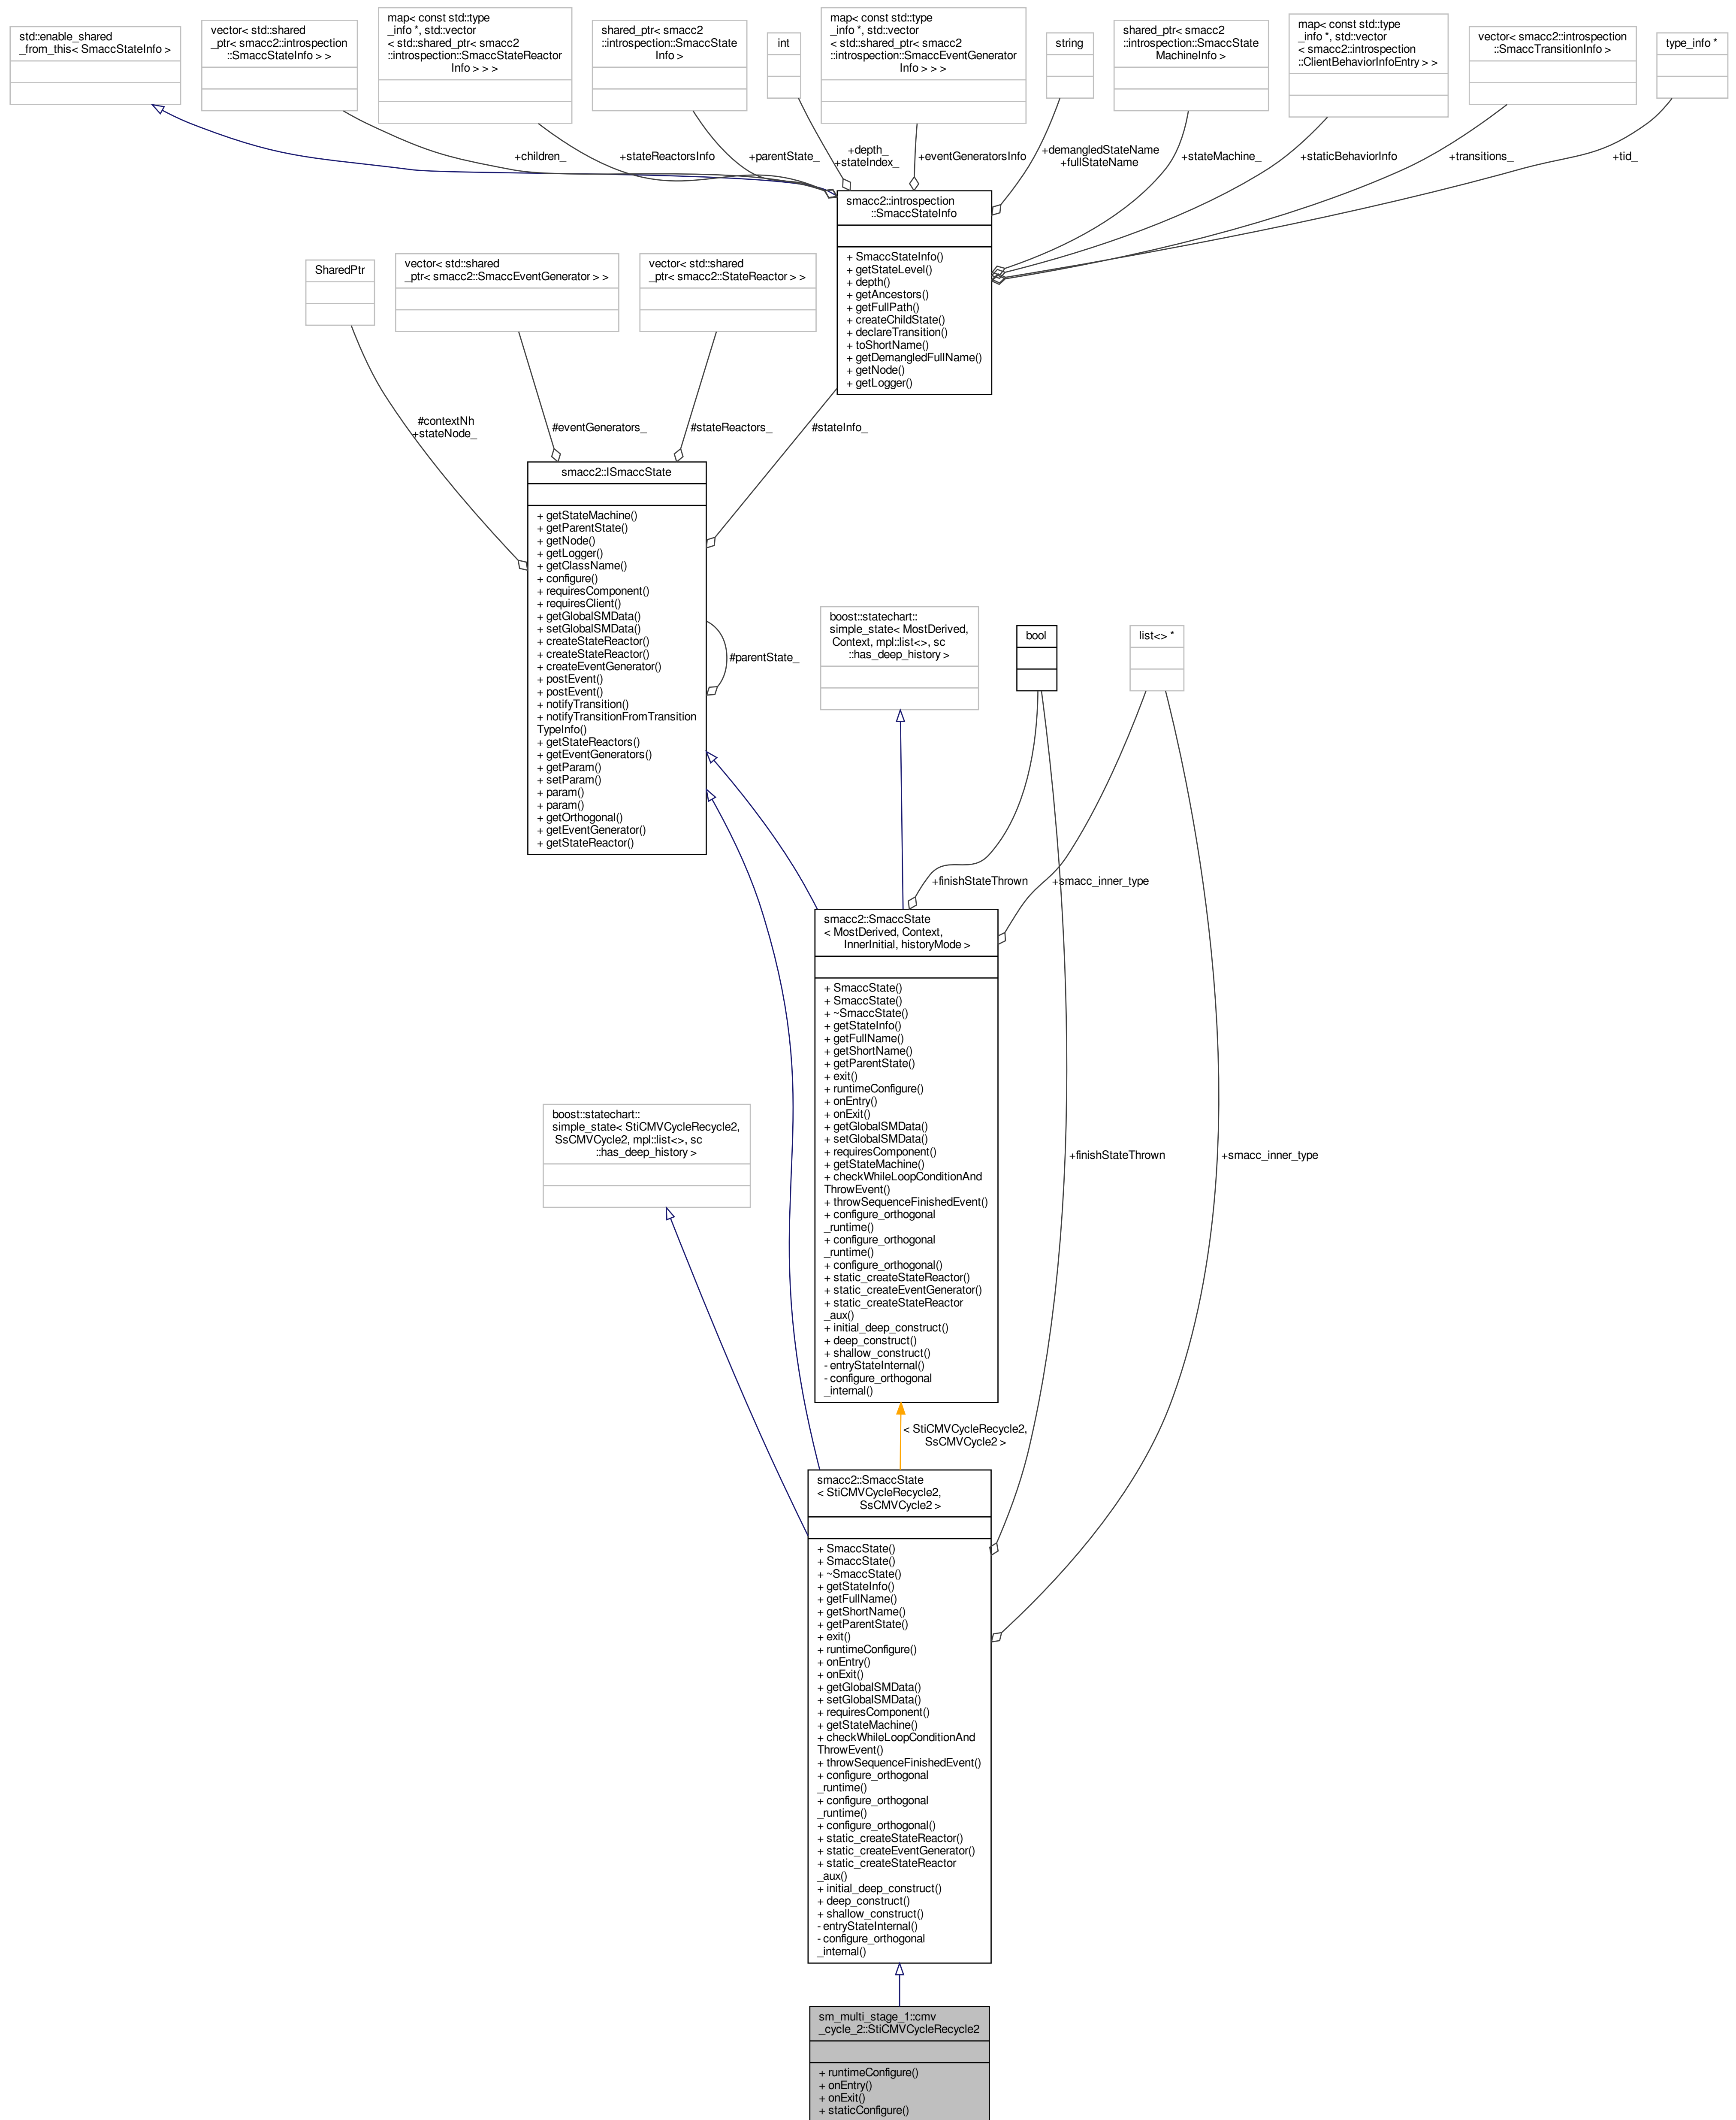 std::enable_shared
_from_this< SmaccStateInfo >
vector< std::shared
_ptr< smacc2::introspection
::SmaccStateInfo > >
map< const std::type
_info *, std::vector
< std::shared_ptr< smacc2
::introspection::SmaccStateReactor
Info > > >
shared_ptr< smacc2
::introspection::SmaccState
Info >
int
map< const std::type
_info *, std::vector
< std::shared_ptr< smacc2
::introspection::SmaccEventGenerator
Info > > >
string
shared_ptr< smacc2
::introspection::SmaccState
MachineInfo >
map< const std::type
_info *, std::vector
< smacc2::introspection
::ClientBehaviorInfoEntry > >
vector< smacc2::introspection
::SmaccTransitionInfo >
type_info *
+children_
+stateReactorsInfo
+parentState_
+depth_
+stateIndex_
+eventGeneratorsInfo
+demangledStateName
+fullStateName
+stateMachine_
+staticBehaviorInfo
+transitions_
+tid_
smacc2::introspection
::SmaccStateInfo
+ SmaccStateInfo()
+ getStateLevel()
+ depth()
+ getAncestors()
+ getFullPath()
+ createChildState()
+ declareTransition()
+ toShortName()
+ getDemangledFullName()
+ getNode()
+ getLogger()
SharedPtr
vector< std::shared
_ptr< smacc2::SmaccEventGenerator > >
vector< std::shared
_ptr< smacc2::StateReactor > >
#contextNh
+stateNode_
#eventGenerators_
#stateReactors_
#stateInfo_
smacc2::ISmaccState
+ getStateMachine()
+ getParentState()
+ getNode()
+ getLogger()
+ getClassName()
+ configure()
+ requiresComponent()
+ requiresClient()
+ getGlobalSMData()
+ setGlobalSMData()
+ createStateReactor()
+ createStateReactor()
+ createEventGenerator()
+ postEvent()
+ postEvent()
+ notifyTransition()
+ notifyTransitionFromTransition
TypeInfo()
+ getStateReactors()
+ getEventGenerators()
+ getParam()
+ setParam()
+ param()
+ param()
+ getOrthogonal()
+ getEventGenerator()
+ getStateReactor()
#parentState_
boost::statechart::
simple_state< MostDerived,
Context, mpl::list<>, sc
::has_deep_history >
bool
list<> *
+finishStateThrown
+smacc_inner_type
smacc2::SmaccState
< MostDerived, Context,
InnerInitial, historyMode >
+ SmaccState()
+ SmaccState()
+ ~SmaccState()
+ getStateInfo()
+ getFullName()
+ getShortName()
+ getParentState()
+ exit()
+ runtimeConfigure()
+ onEntry()
+ onExit()
+ getGlobalSMData()
+ setGlobalSMData()
+ requiresComponent()
+ getStateMachine()
+ checkWhileLoopConditionAnd
ThrowEvent()
+ throwSequenceFinishedEvent()
+ configure_orthogonal
_runtime()
+ configure_orthogonal
_runtime()
+ configure_orthogonal()
+ static_createStateReactor()
+ static_createEventGenerator()
+ static_createStateReactor
_aux()
+ initial_deep_construct()
+ deep_construct()
+ shallow_construct()
- entryStateInternal()
- configure_orthogonal
_internal()
boost::statechart::
simple_state< StiCMVCycleRecycle2,
SsCMVCycle2, mpl::list<>, sc
::has_deep_history >
+finishStateThrown
+smacc_inner_type
< StiCMVCycleRecycle2,
SsCMVCycle2 >
smacc2::SmaccState
< StiCMVCycleRecycle2,
SsCMVCycle2 >
+ SmaccState()
+ SmaccState()
+ ~SmaccState()
+ getStateInfo()
+ getFullName()
+ getShortName()
+ getParentState()
+ exit()
+ runtimeConfigure()
+ onEntry()
+ onExit()
+ getGlobalSMData()
+ setGlobalSMData()
+ requiresComponent()
+ getStateMachine()
+ checkWhileLoopConditionAnd
ThrowEvent()
+ throwSequenceFinishedEvent()
+ configure_orthogonal
_runtime()
+ configure_orthogonal
_runtime()
+ configure_orthogonal()
+ static_createStateReactor()
+ static_createEventGenerator()
+ static_createStateReactor
_aux()
+ initial_deep_construct()
+ deep_construct()
+ shallow_construct()
- entryStateInternal()
- configure_orthogonal
_internal()
sm_multi_stage_1::cmv
_cycle_2::StiCMVCycleRecycle2
+ runtimeConfigure()
+ onEntry()
+ onExit()
+ staticConfigure()